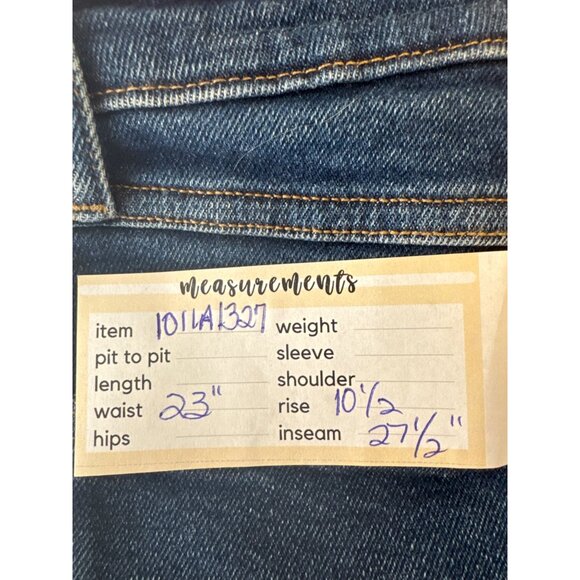 measurements
item 1011A1327 weight
pit to pit sleeve
length shoulder
waist 23" rise 10 1/2
hips inseam 27 1/2"